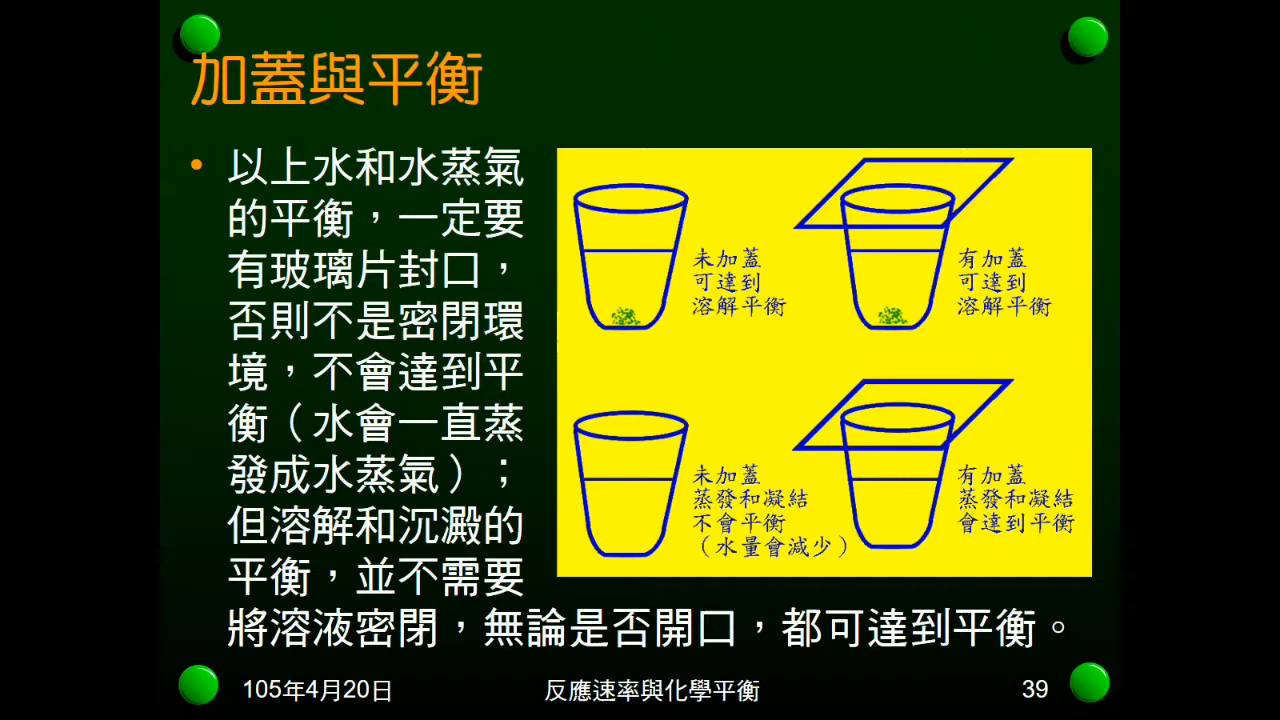 加蓋與平衡
• 以上水和水蒸氣
的平衡，一定要
有玻璃片封口，
否則不是密閉環
境，不會達到平
衡（水會一直蒸
發成水蒸氣）；
但溶解和沉澱的
平衡，並不需要
將溶液密閉，無論是否開口，都可達到平衡。
未加蓋
可達到
溶解平衡
有加蓋
可達到
溶解平衡
未加蓋
蒸發和凝結
不會平衡
（水量會減少）
有加蓋
蒸發和凝結
會達到平衡
105年4月20日
反應速率與化學平衡
39